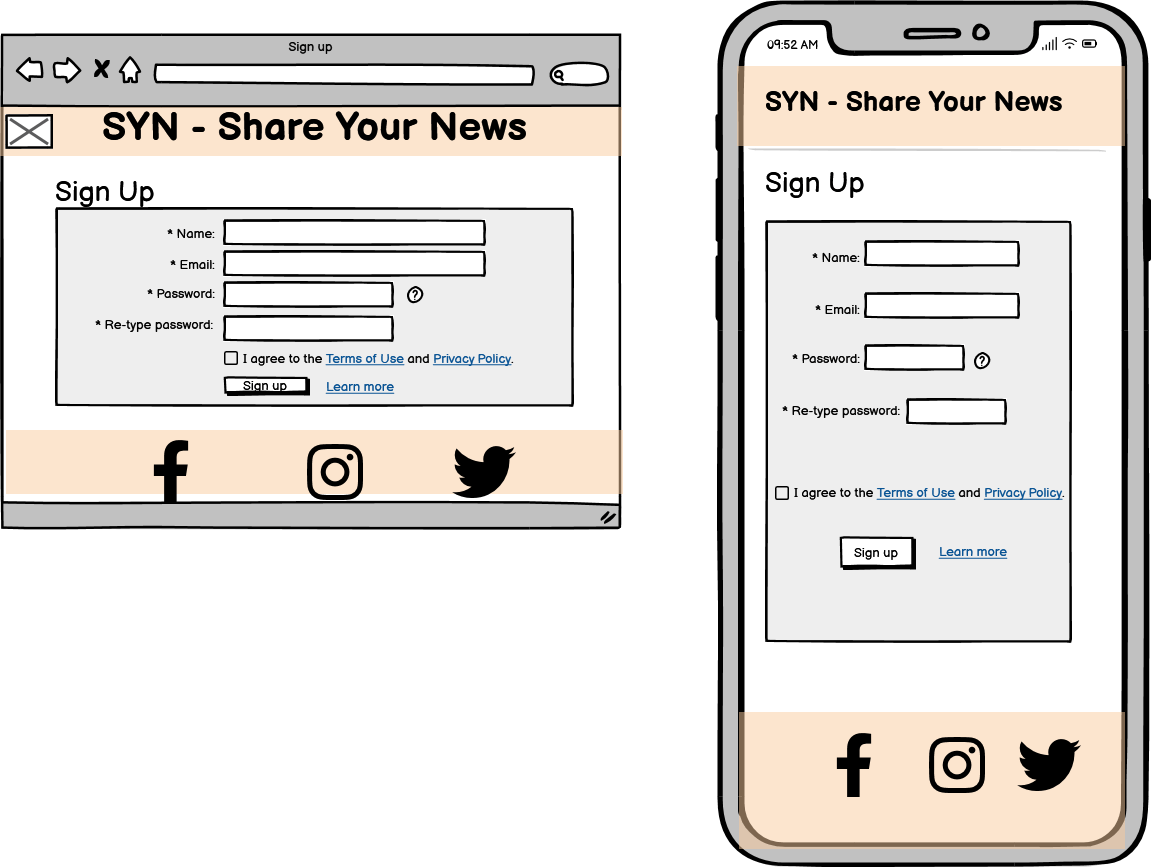 Sign up
SYN - Share Your News
Sign Up
* Name:
* Email:
* Password:
?
* Re-type password:
I agree to the Terms of Use and Privacy Policy.
Sign up Learn more
09:52 AM
SYN - Share Your News
Sign Up
* Name:
* Email:
* Password:
?
* Re-type password:
I agree to the Terms of Use and Privacy Policy.
Sign up Learn more